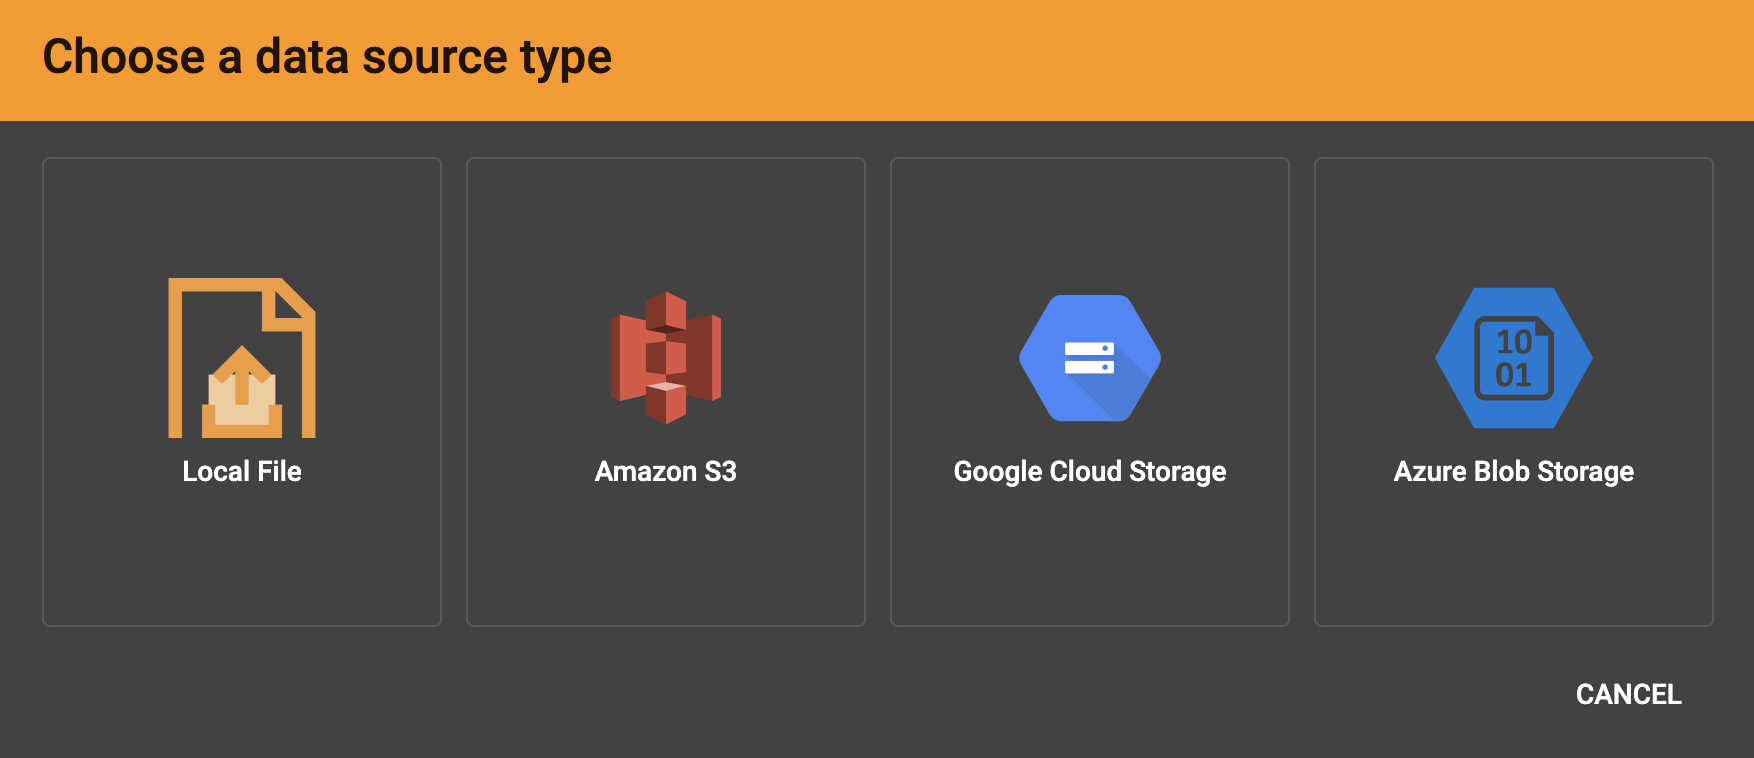 Choose a data source type
Local File
Amazon S3
Google Cloud Storage
10
01
Azure Blob Storage
CANCEL